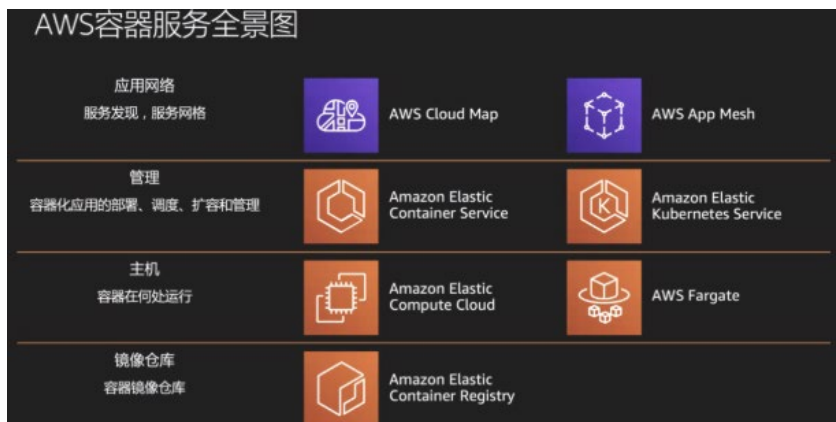 AWS容器服务全景图
应用网络
服务发现，服务网格
AWS Cloud Map
AWS App Mesh
管理
容器化应用的部署、调度、扩容和管理
Amazon Elastic
Container Service
Amazon Elastic
Kubernetes Service
主机
容器在何处运行
Amazon Elastic
Compute Cloud
AWS Fargate
镜像仓库
容器镜像仓库
Amazon Elastic
Container Registry